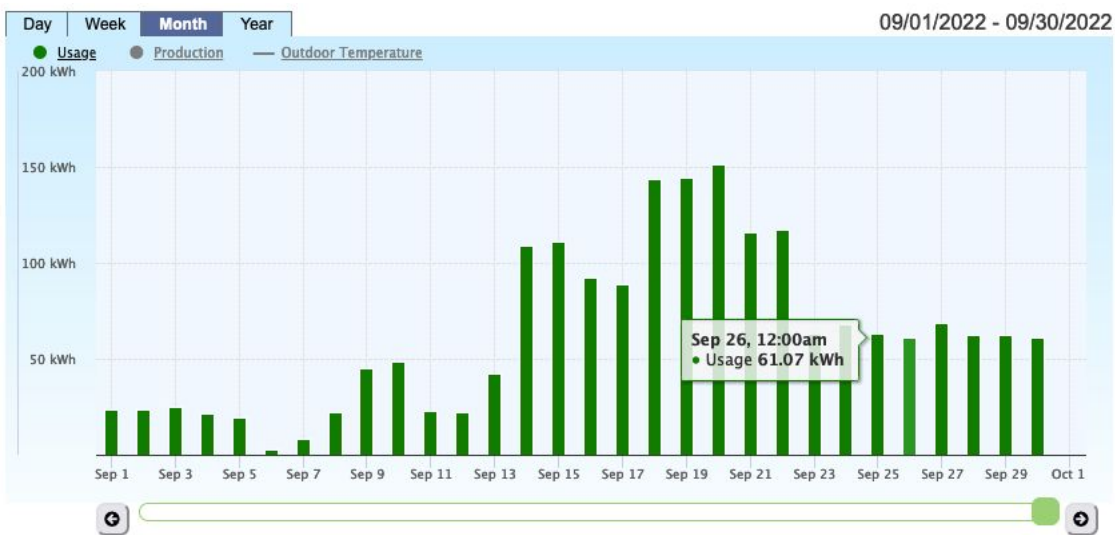 Day Week Month Year 09/01/2022 - 09/30/2022
Usage Production Outdoor Temperature
200 kWh
150 kWh
100 kWh
50 kWh
Sep 26, 12:00am
• Usage 61.07 kWh
Sep 1 Sep 3 Sep 5 Sep 7 Sep 9 Sep 11 Sep 13 Sep 15 Sep 17 Sep 19 Sep 21 Sep 23 Sep 25 Sep 27 Sep 29 Oct 1